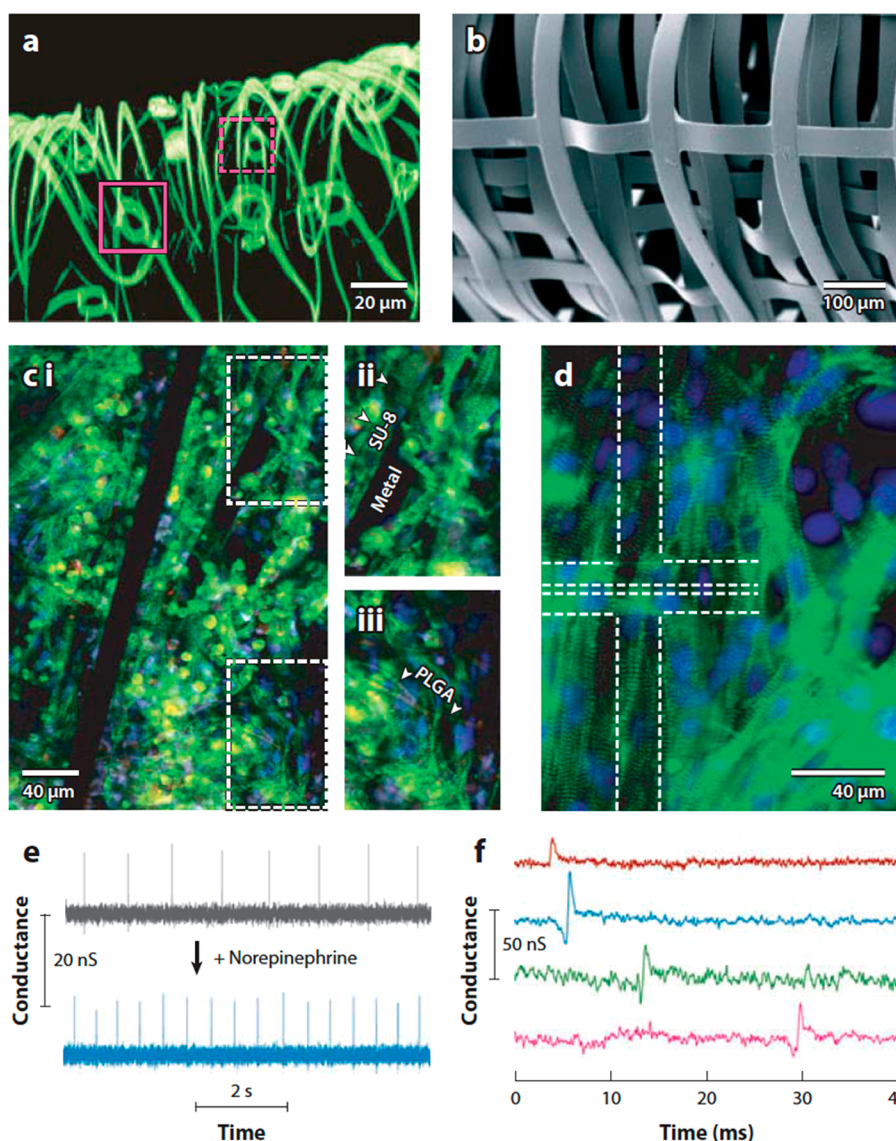 a
20 µm
b
100 µm
c i
40 µm
ii
SU-8
Metal
iii
PLGA
d
40 µm
e
Conductance
20 nS
+ Norepinephrine
2 s
Time
f
Conductance
50 nS
0 10 20 30 4
Time (ms)